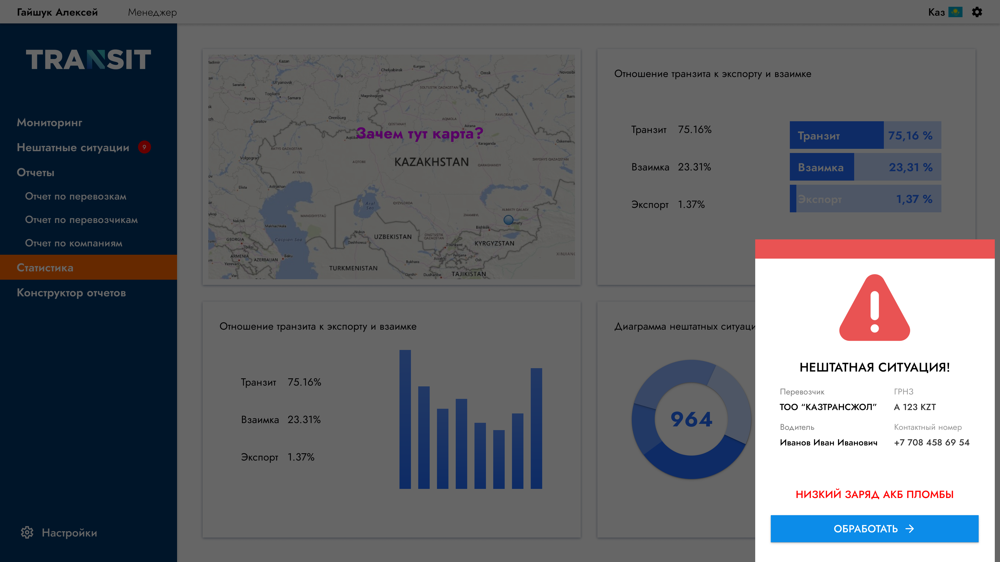 Гайшук Алексей
Менеджер
Каз
TRANSIT
Мониторинг
Нештатные ситуации 9
Отчеты
Отчет по перевозкам
Отчет по перевозчикам
Отчет по компаниям
Статистика
Конструктор отчетов
Настройки
Kazan
Chelyabinsk
Kurgan
Omsk
Novosibi
Ufa
Saransk
Ul'yanovsk
Togliatti
Samara
Penza
Magnitogorsk
SOLTUSTIK QAZAQSTAN
Barn
Orenburg
Saratov
QOSTANAY
AQMOLA
PAVLODAR
Astana
Зачем тут карта?
Aqtöbe
Karaganda
Öskemen
BATYS QAZAQSTAN
Volgograd
AQTOBE
KAZAKHSTAN
QARAGHANDY
SHYGHYS QAZAQSTAN
ATYRAU
Elista
Astrakhan
Aral
Sea
QYZYLORDA
MANGGHYSTAÜ
ZHAMBYL
ALMATY QALASY
Nalchik
Makhachkala
Bishkek
maty
GEORGIA
Tbilisi
Caspian Sea
Nukus
Dashhowuz
UZBEKISTAN
ONGTUSTIK
QAZAQSTAN
Toshkent
KYRGYZSTAN
ARMENIA
Yerevan
AZERBAIJAN
Baku
Jizzakh
Fergana
Osh
XINJIANG
Bukhara
TURKMENISTAN
Qarshi
Dushanbe
TAJIKISTAN
Van
Отношение транзита к экспорту и взаимке
Транзит 75.16%
Взаимка 23.31%
Экспорт 1.37%
Транзит 75,16 %
Взаимка 23,31 %
Экспорт 1,37 %
Отношение транзита к экспорту и взаимке
Транзит 75.16%
Взаимка 23.31%
Экспорт 1.37%
Диаграмма нештатных ситуаци
964
НЕШТАТНАЯ СИТУАЦИЯ!
Перевозчик
ГРНЗ
ТОО “КАЗТРАНСЖОЛ”
A 123 KZT
Водитель
Контактный номер
Иванов Иван Иванович
+7 708 458 69 54
НИЗКИЙ ЗАРЯД АКБ ПЛОМБЫ
ОБРАБОТАТЬ →